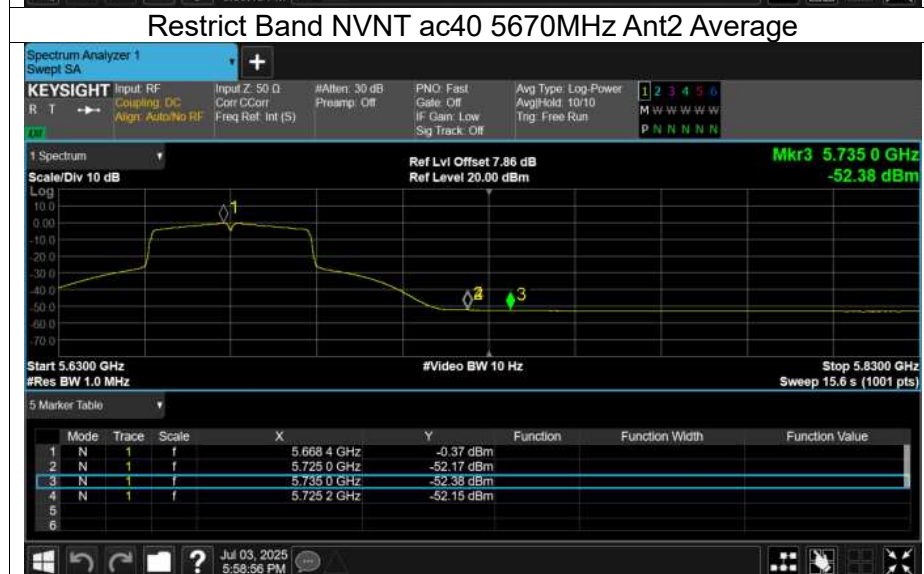 Restrict Band NVNT ac40 5670MHz Ant2 Average
Spectrum Analyzer 1
Swept SA
+
KEYSIGHT
R T
Input: RF
Coupling: DC
Align: Auto/No RF
Input Z: 50 Ω
Corr CCorr
Freq Ref: Int (S)
#Atten: 30 dB
Preamp: Off
PNO: Fast
Gate: Off
IF Gain: Low
Sig Track: Off
Avg Type: Log-Power
Avg|Hold: 10/10
Trig: Free Run
1 2 3 4 5 6
M W W W W W
P N N N N N
1 Spectrum
Scale/Div 10 dB
Ref Lvl Offset 7.86 dB
Ref Level 20.00 dBm
Mkr3 5.735 0 GHz
-52.38 dBm
Log
10.0
0.00
-10.0
-20.0
-30.0
-40.0
-50.0
-60.0
-70.0
1
3
Start 5.6300 GHz
#Res BW 1.0 MHz
#Video BW 10 Hz
Stop 5.8300 GHz
Sweep 15.6 s (1001 pts)
5 Marker Table
Mode Trace Scale X Y Function Function Width Function Value
1 N 1 f 5.668 4 GHz -0.37 dBm
2 N 1 f 5.725 0 GHz -52.17 dBm
3 N 1 f 5.735 0 GHz -52.38 dBm
4 N 1 f 5.725 2 GHz -52.15 dBm
5
6
?
Jul 03, 2025
5:58:56 PM